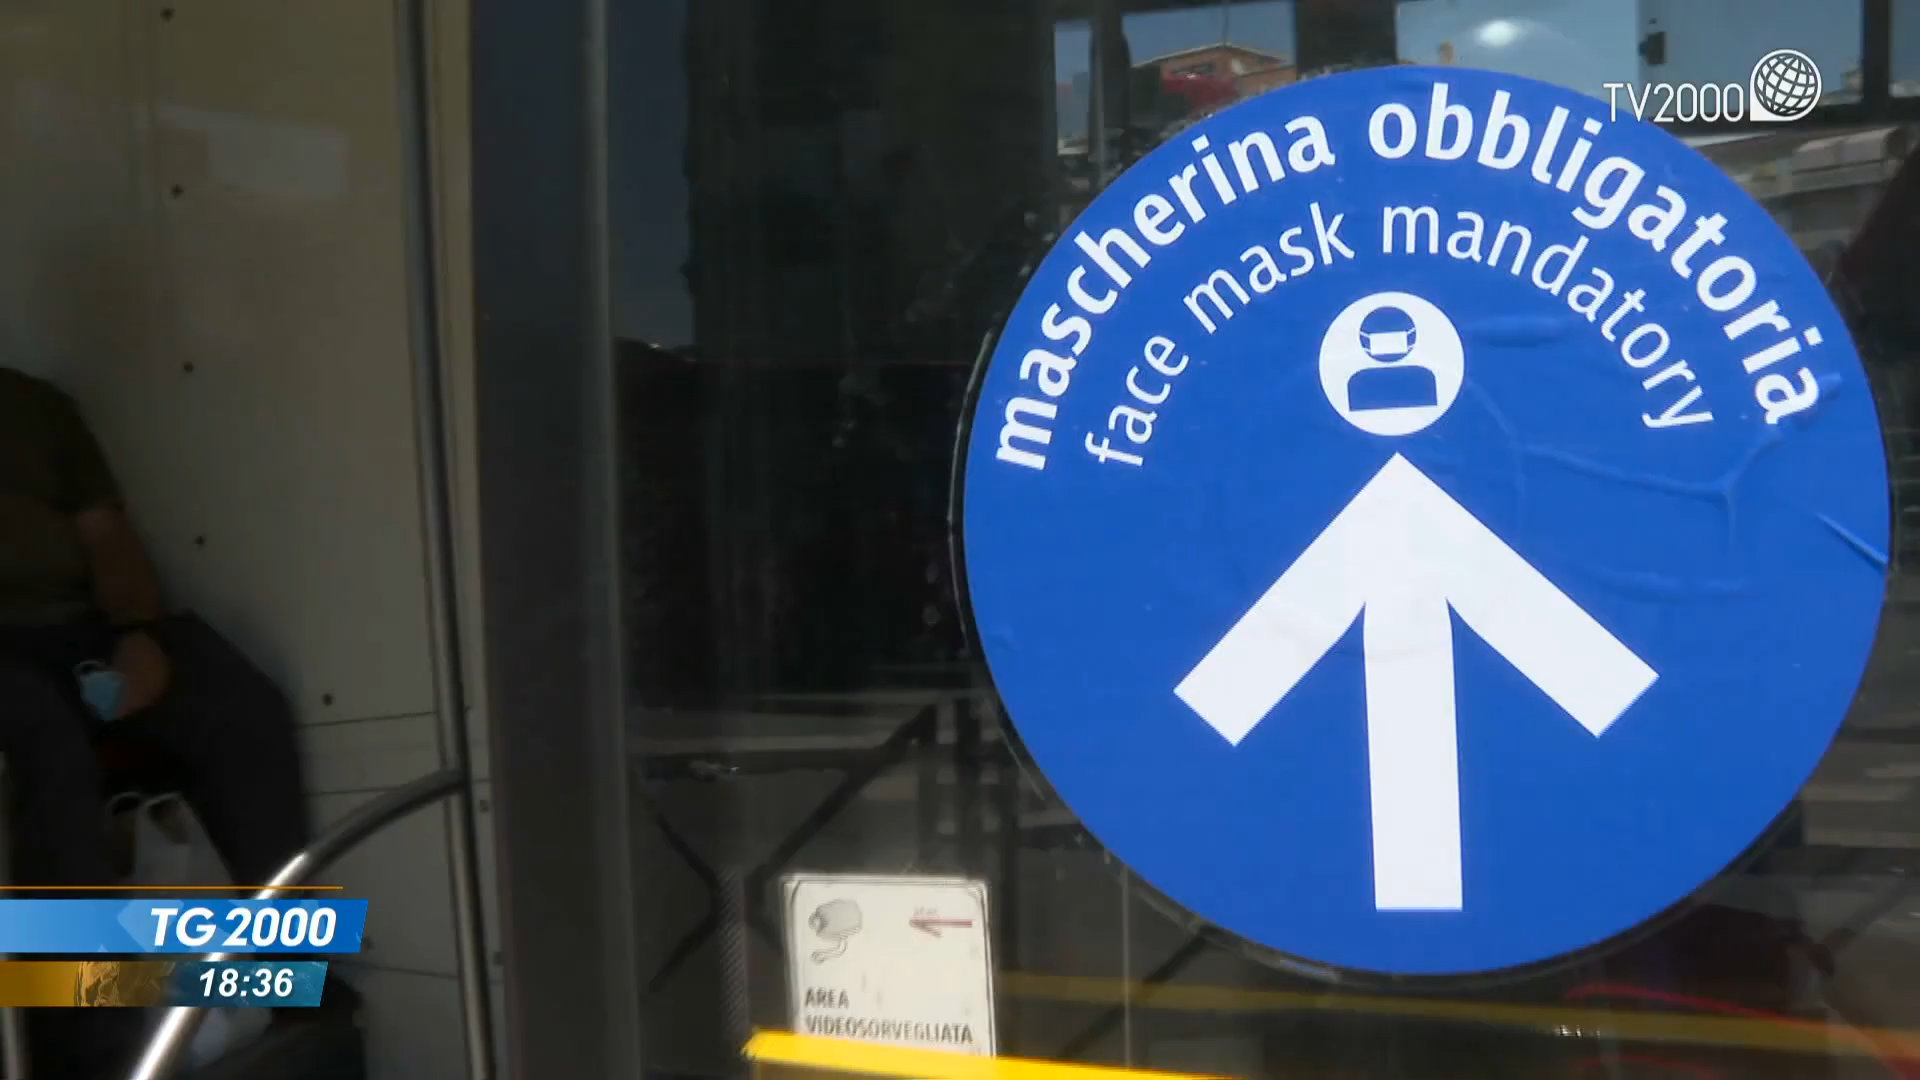 TV2000
mascherina obbligatoria
face mask mandatory
AREA
VIDEOSORVEGLIATA
TG 2000
18:36